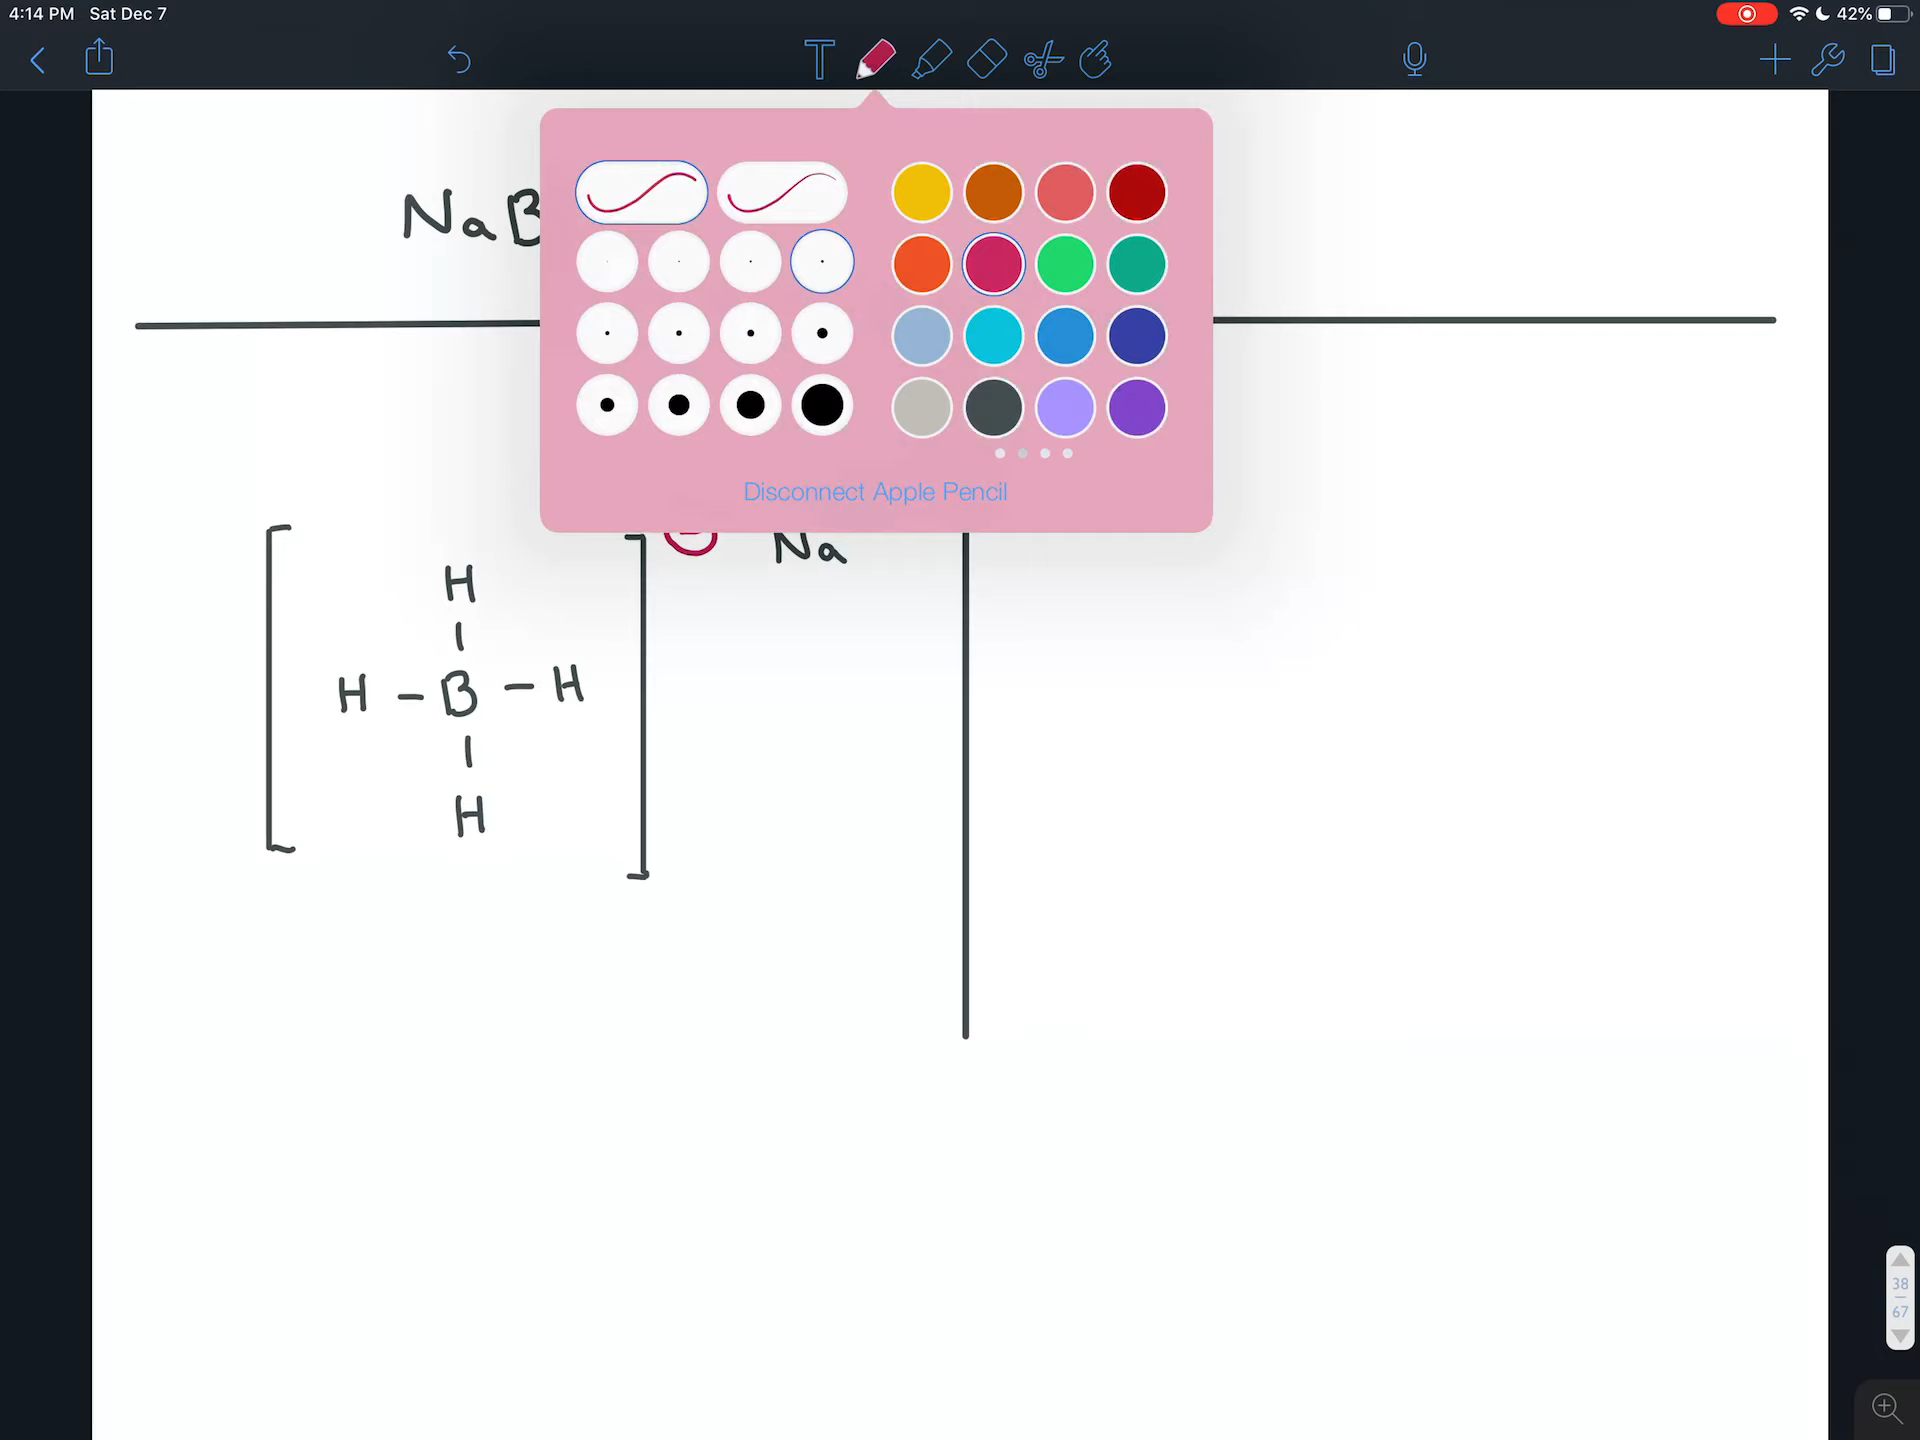 4:14 PM Sat Dec 7
42%
T
NaB
Disconnect Apple Pencil
Na
H
H - B - H
H
38
67